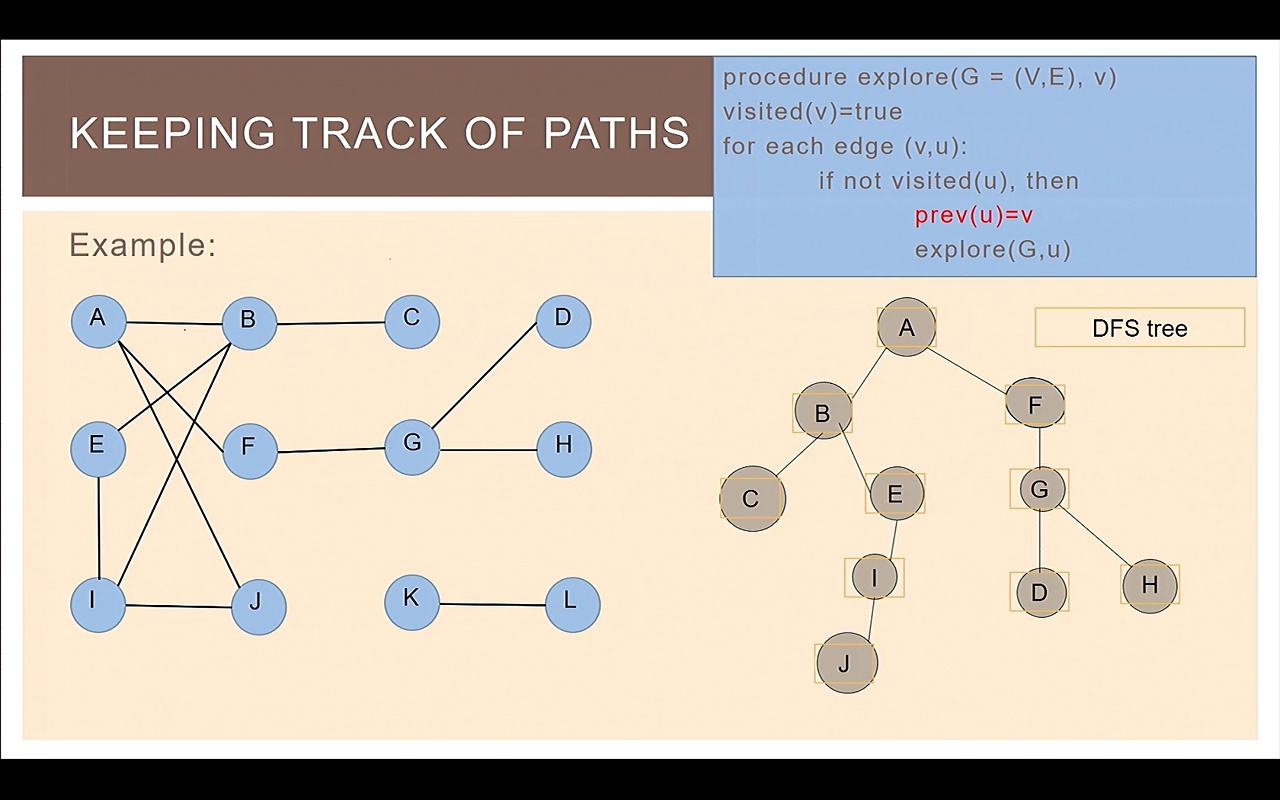 KEEPING TRACK OF PATHS
procedure explore(G = (V,E), v)
visited(v)=true
for each edge (v,u):
if not visited(u), then
prev(u)=v
explore(G,u)
Example:
A
B
C
D
E
F
G
H
I
J
K
L
DFS tree
A
B
F
C
E
G
I
D
H
J